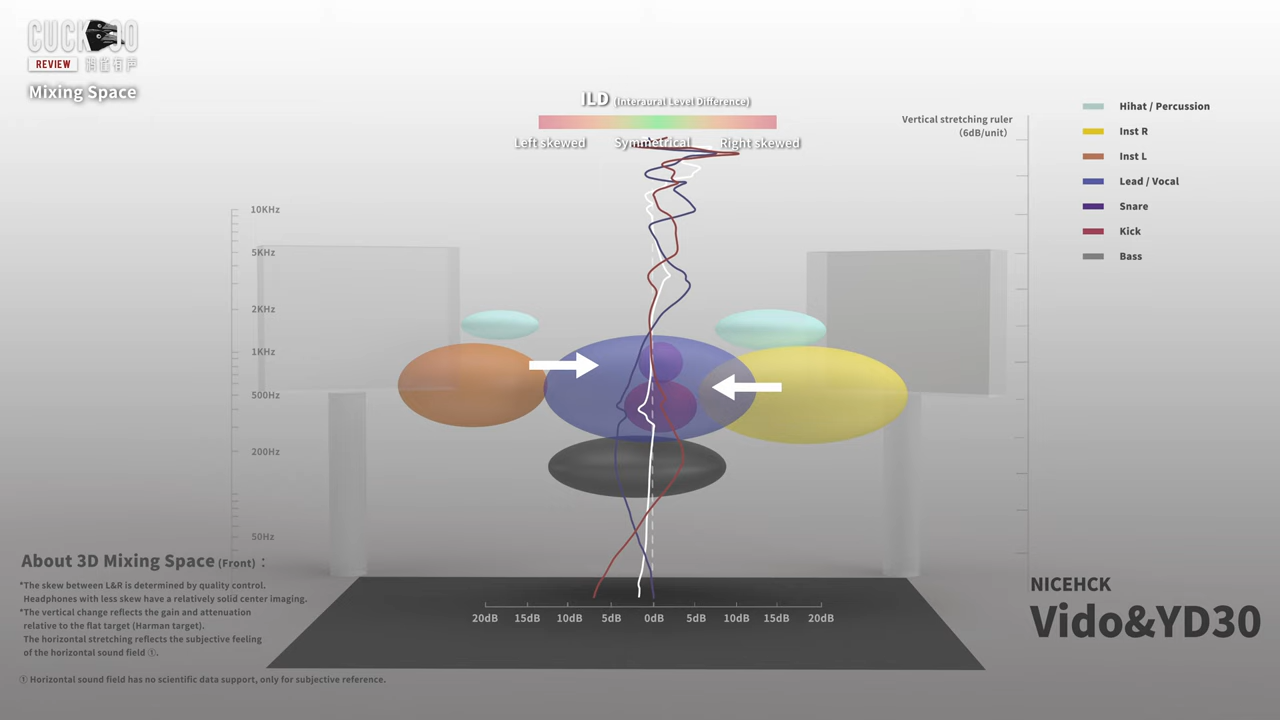 CUCKOO
REVIEW
Mixing Space
ILD (Interaural Level Difference)
Left skewed Symmetrical Right skewed
Vertical stretching ruler
(6dB/unit)
Hihat / Percussion
Inst R
Inst L
Lead / Vocal
Snare
Kick
Bass
10KHz
5KHz
2KHz
1KHz
500Hz
200Hz
50Hz
About 3D Mixing Space (Front) :
*The skew between L&R is determined by quality control.
Headphones with less skew have a relatively solid center imaging.
*The vertical change reflects the gain and attenuation
relative to the flat target (Harman target).
The horizontal stretching reflects the subjective feeling
of the horizontal sound field ①.
① Horizontal sound field has no scientific data support, only for subjective reference.
20dB 15dB 10dB 5dB 0dB 5dB 10dB 15dB 20dB
NICEHCK
Vido&YD30